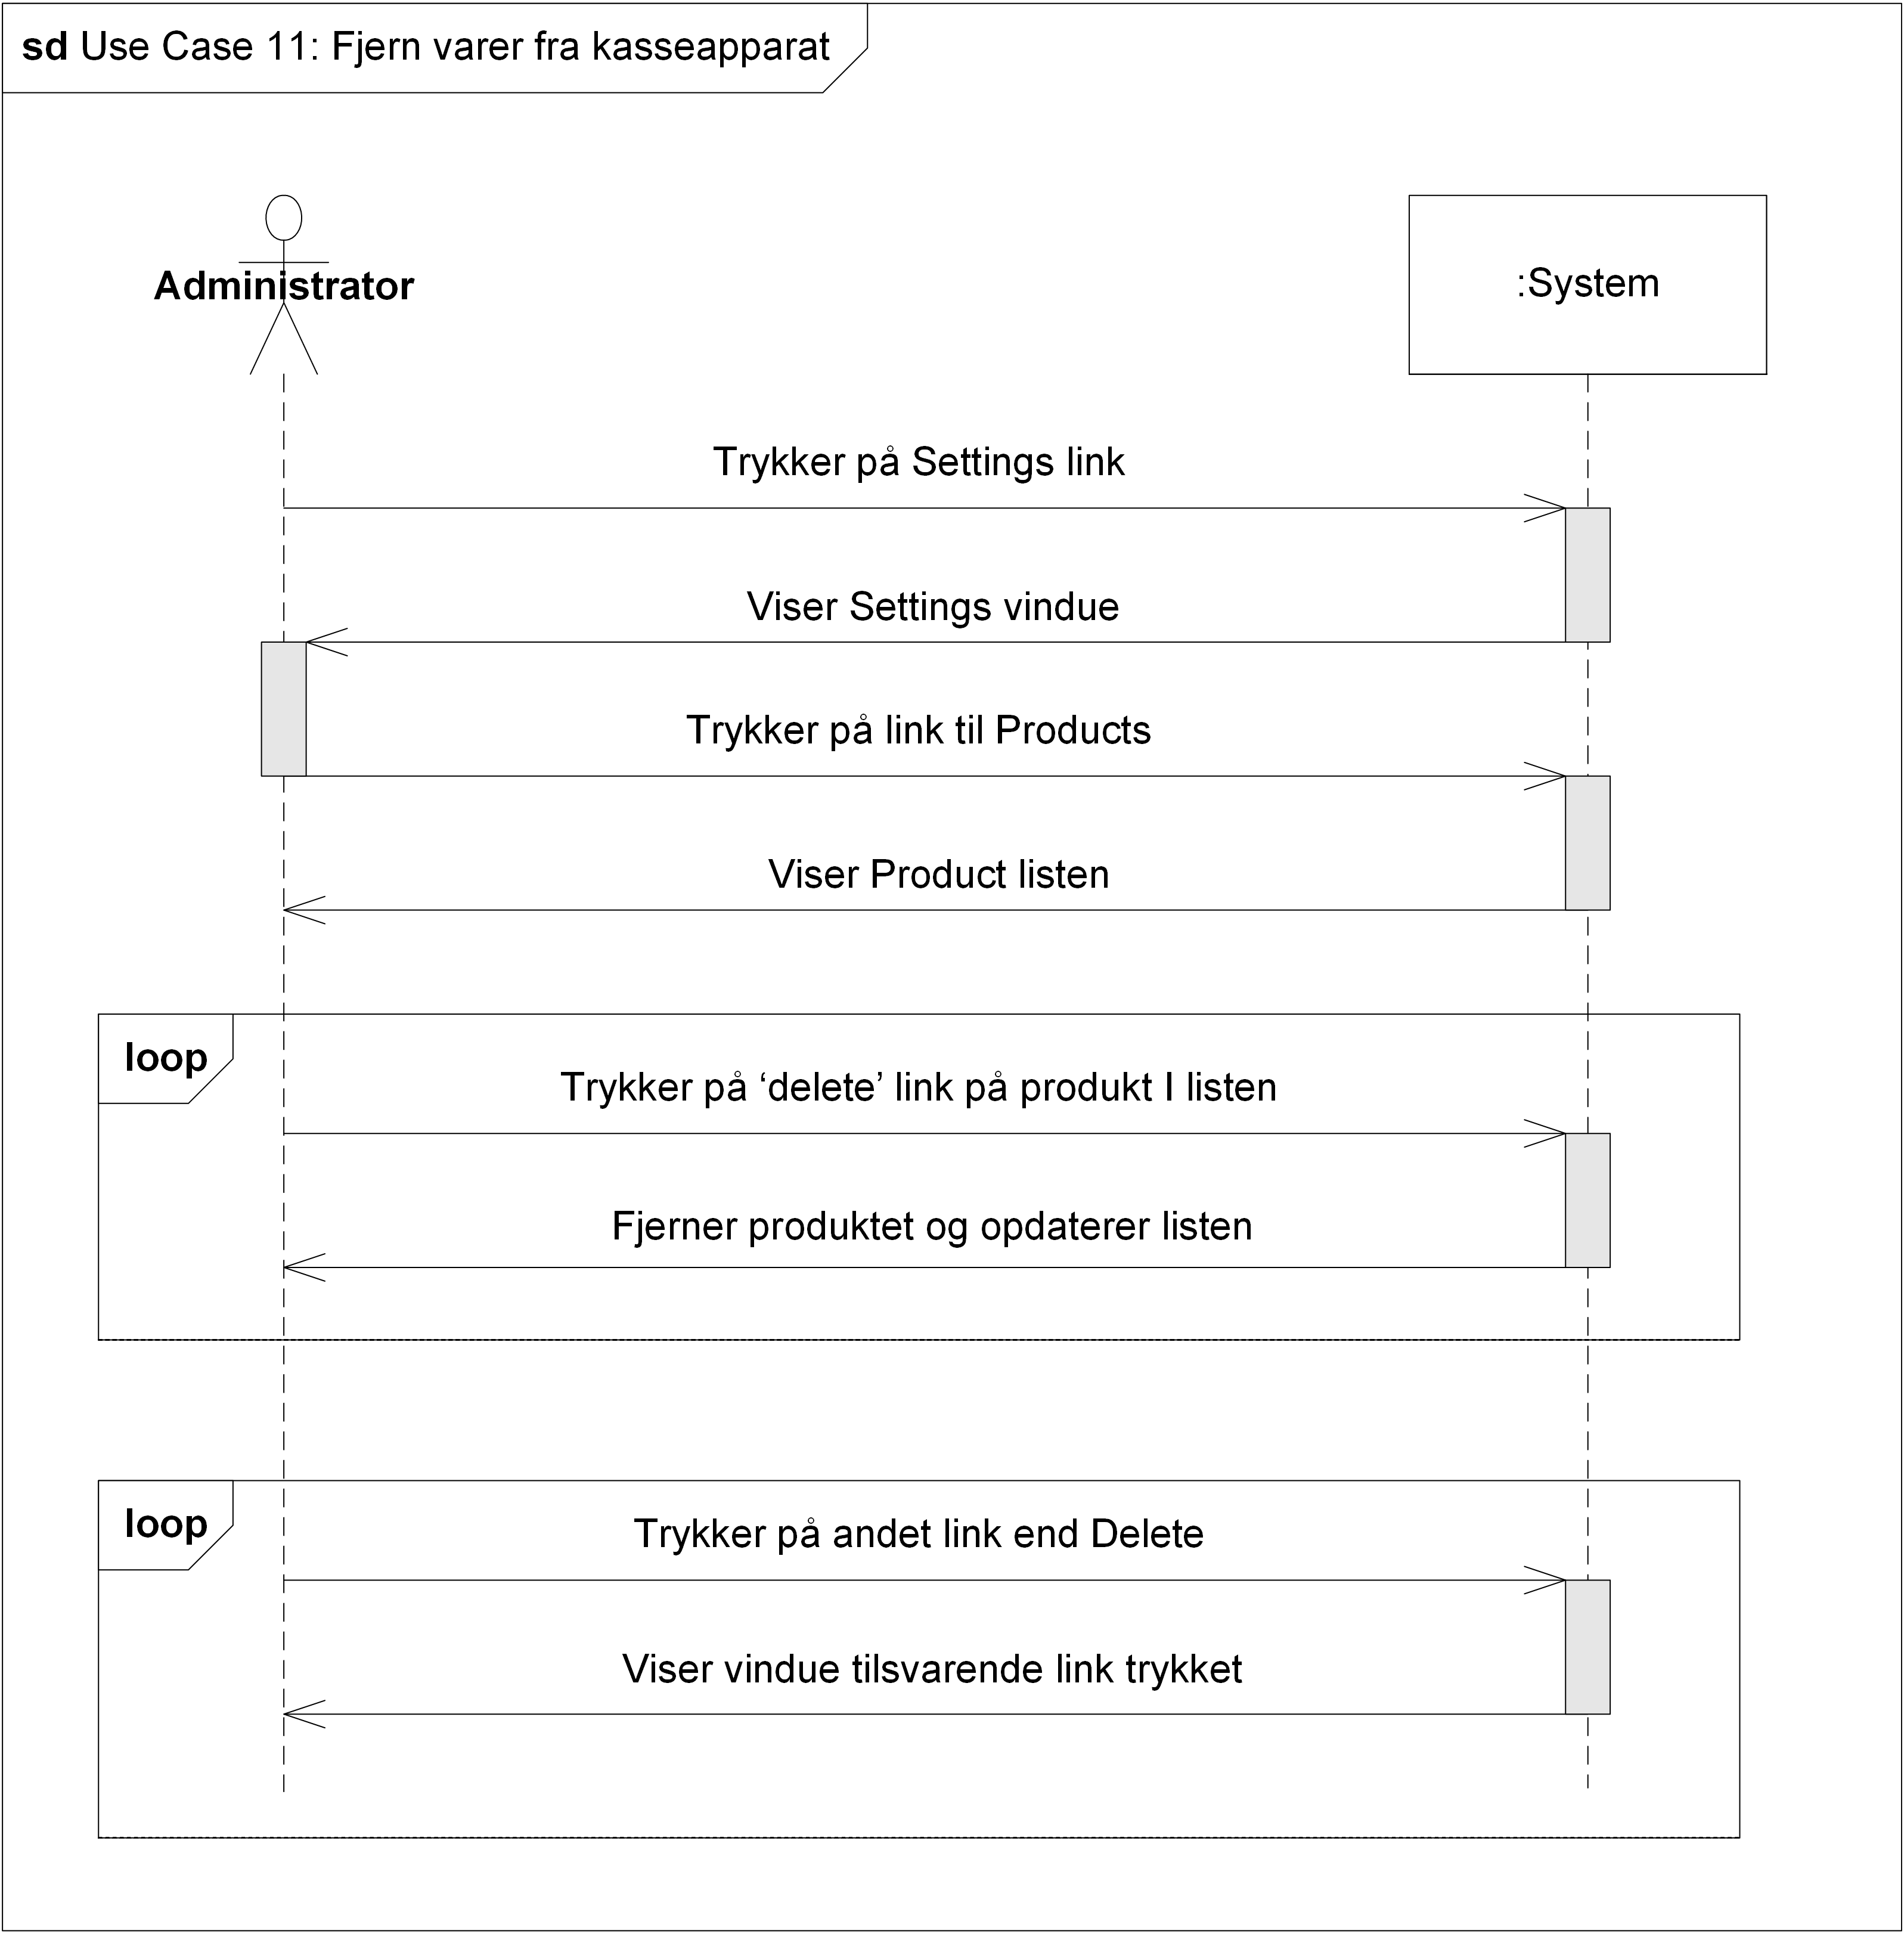 sd Use Case 11: Fjern varer fra kasseapparat
Administrator
:System
Trykker på Settings link
Viser Settings vindue
Trykker på link til Products
Viser Product listen
loop
Trykker på ‘delete’ link på produkt I listen
Fjerner produktet og opdaterer listen
loop
Trykker på andet link end Delete
Viser vindue tilsvarende link trykket